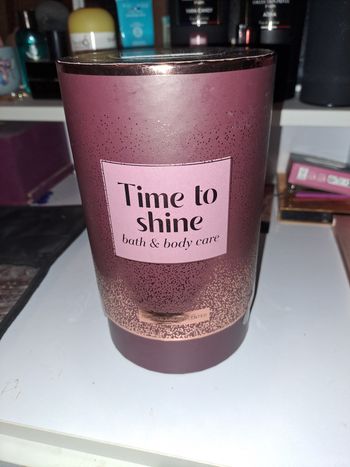 Time to
shine
bath & body care